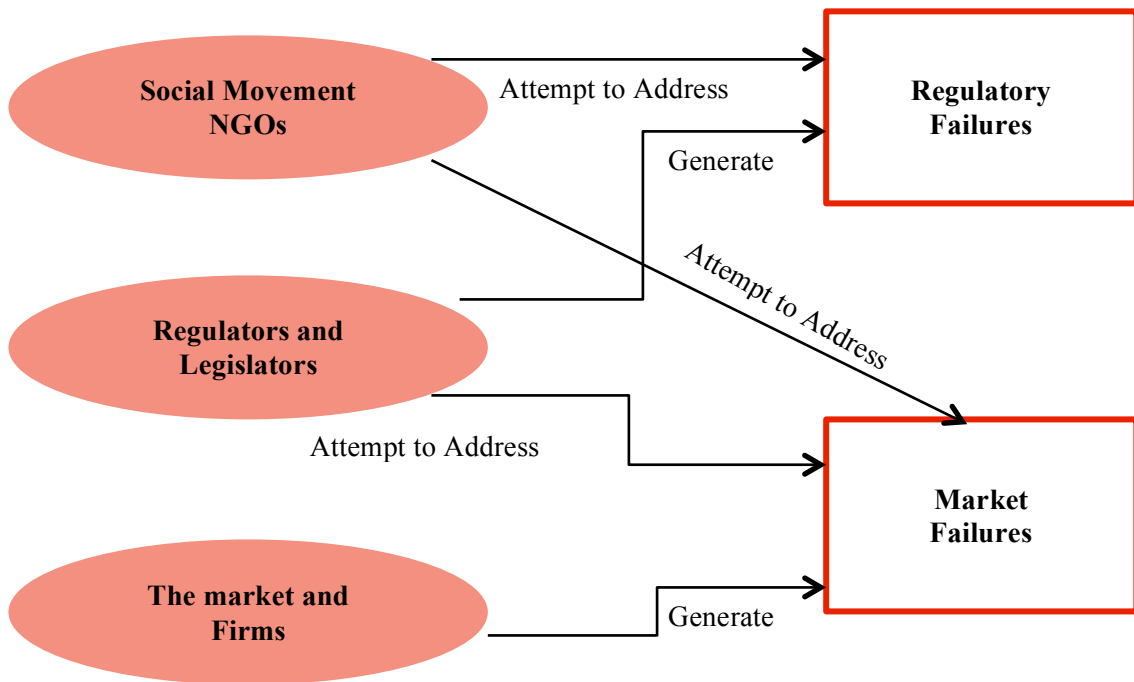 Social Movement
NGOs
Attempt to Address
Regulatory
Failures
Generate
Attempt to Address
Regulators and
Legislators
Attempt to Address
Market
Failures
The market and
Firms
Generate